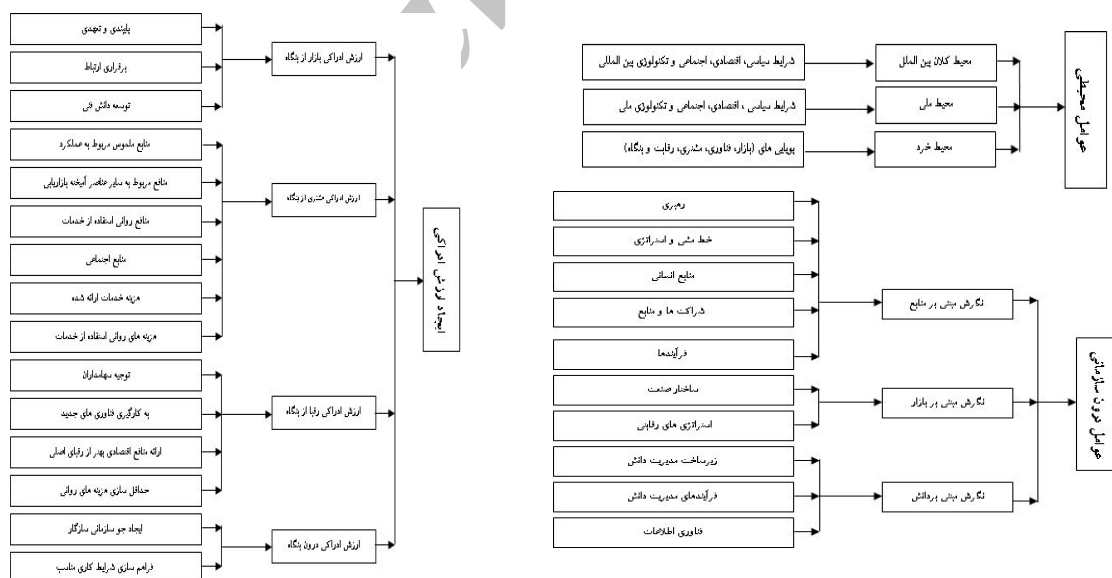 عوامل محیطی
محیط کلان بین الملل
شرایط سیاسی، اقتصادی، اجتماعی و تکنولوژی بین المللی
محیط ملی
شرایط سیاسی ، اقتصادی، اجتماعی و تکنولوژی ملی
محیط خرد
پویایی های (بازار، فناوری، مشتری، رقابت و بنگاه)
عوامل درون سازمانی
نگرش مبتنی بر منابع
رهبری
خط مشی و استراتژی
منابع انسانی
شراکت ها و منابع
فرآیندها
نگرش مبتنی بر بازار
ساختار صنعت
استراتژی های رقابتی
نگرش مبتنی بردانش
زیرساخت مدیریت دانش
فرآیندهای مدیریت دانش
فناوری اطلاعات
ایجاد ارزش ادراکی
ارزش ادراکی بازار از بنگاه
پایبندی و تعهدی
برقراری ارتباط
توسعه دانش فنی
ارزش ادراکی مشتری از بنگاه
منابع ملموس مربوط به عملکرد
منافع مربوط به سایر عناصر آمیخته بازاریابی
منافع روانی استفاده از خدمات
منابع اجتماعی
هزینه خدمات ارائه شده
هزینه های روانی استفاده از خدمات
ارزش ادراکی رقبا از بنگاه
توجیه سهامداران
به کارگیری فناوری های جدید
ارائه منافع اقتصادی بهتر از رقبای اصلی
حداقل سازی هزینه های روانی
ارزش ادراکی درون بنگاه
ایجاد جو سازمانی سازگار
فراهم سازی شرایط کاری مناسب